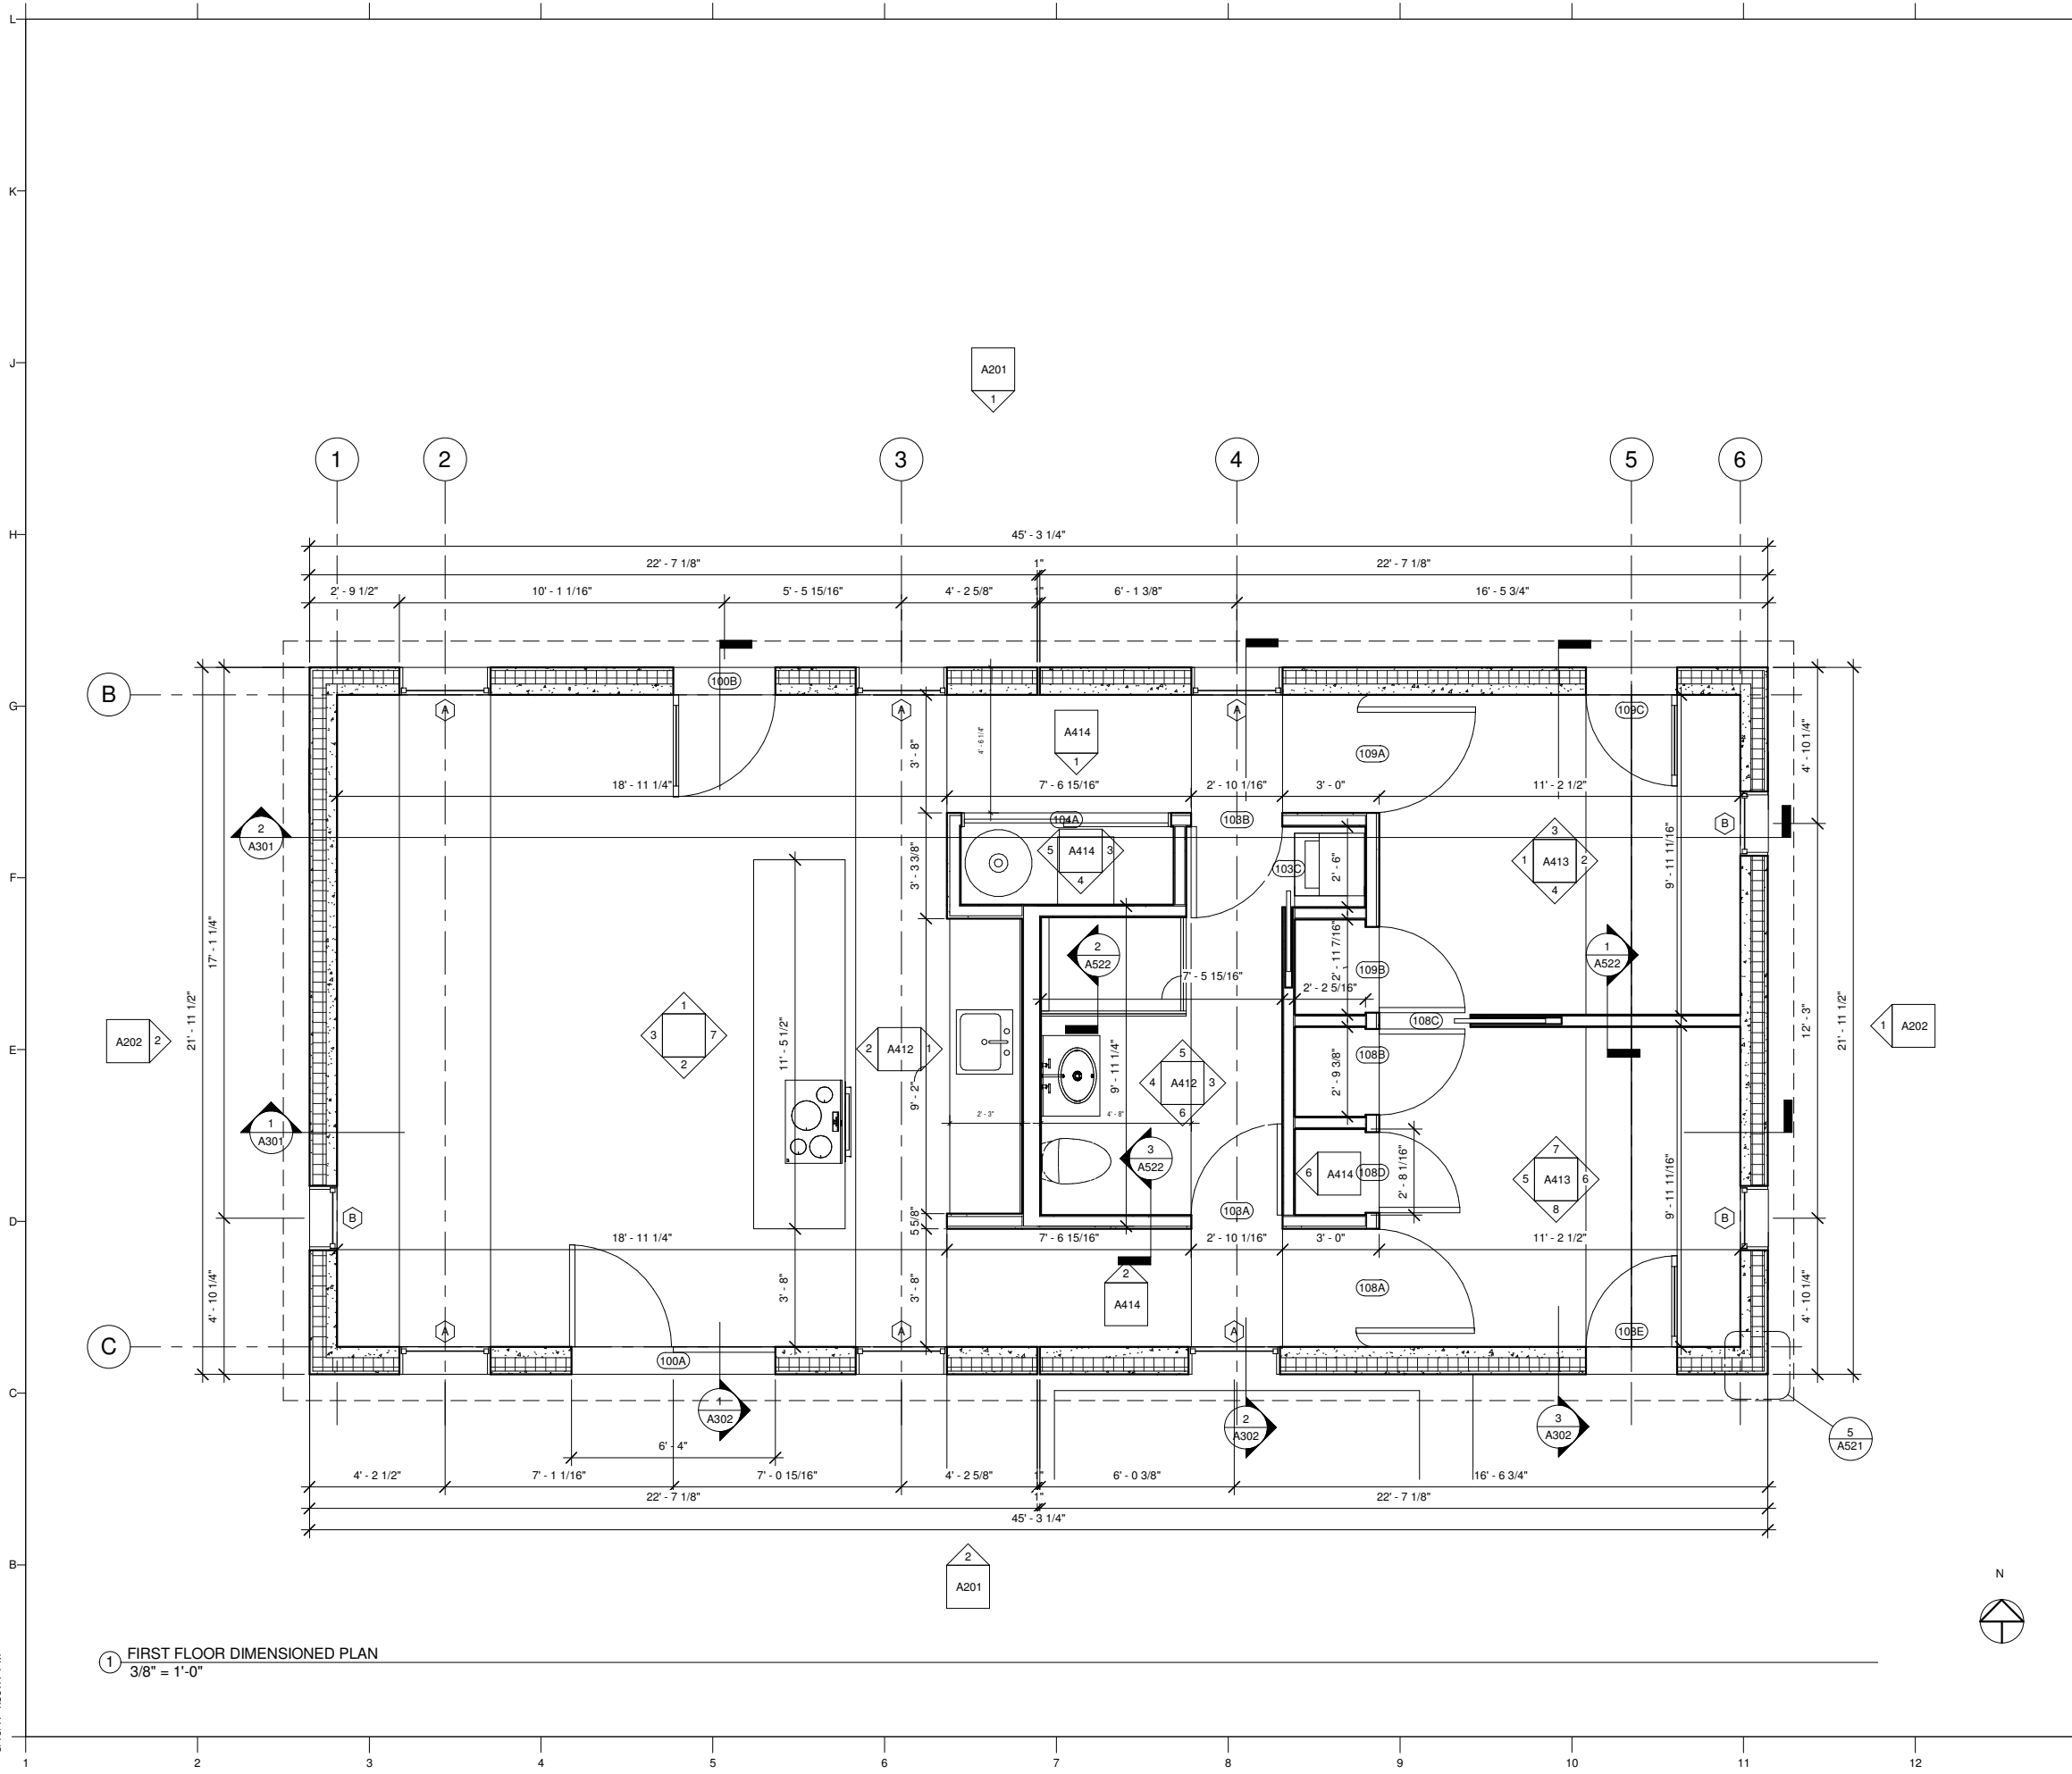 L
K
J
H
G
F
E
D
C
B
A201
1
1
2
3
4
5
6
45' - 3 1/4"
22' - 7 1/8"
1"
22' - 7 1/8"
2' - 9 1/2"
10' - 1 1/16"
5' - 5 15/16"
4' - 2 5/8"
1"
6' - 1 3/8"
16' - 5 3/4"
B
100B
A
A
A
109C
A414
1
109A
3' - 8"
4' - 6 1/4"
4' - 10 1/4"
18' - 11 1/4"
7' - 6 15/16"
2' - 10 1/16"
3' - 0"
11' - 2 1/2"
2
A301
104A
103B
B
5
A414
3
4
103C
3' - 3 3/8"
2' - 6"
3
1
A413
2
4
9' - 11 11/16"
17' - 1 1/4"
21' - 11 1/2"
2
A522
2' - 11 7/16"
109B
1
A522
7' - 5 15/16"
2' - 2 5/16"
108C
A202
2
1
3
7
2
11' - 5 1/2"
2
A412
1
9' - 2"
9' - 11 1/4"
5
4
A412
3
6
108B
2' - 9 3/8"
12' - 3"
21' - 11 1/2"
1
A202
1
A301
2' - 3"
4' - 8"
3
A522
6
A414
108D
2' - 8 1/16"
7
5
A413
6
8
9' - 11 11/16"
B
103A
B
5 5/8"
18' - 11 1/4"
7' - 6 15/16"
2' - 10 1/16"
3' - 0"
11' - 2 1/2"
4' - 10 1/4"
3' - 8"
3' - 8"
2
A414
108A
4' - 10 1/4"
C
A
A
A
108E
100A
1
A302
2
A302
3
A302
5
A521
6' - 4"
4' - 2 1/2"
7' - 1 1/16"
7' - 0 15/16"
4' - 2 5/8"
1"
6' - 0 3/8"
16' - 6 3/4"
22' - 7 1/8"
1"
22' - 7 1/8"
45' - 3 1/4"
2
A201
N
1
FIRST FLOOR DIMENSIONED PLAN
3/8" = 1'-0"
1
2
3
4
5
6
7
8
9
10
11
12